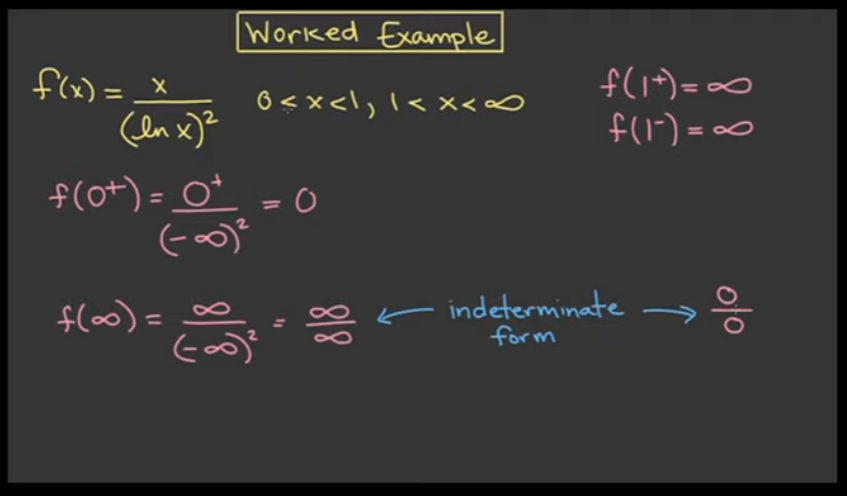 Worked Example
f(x) = x/(ln x)² 0 < x < 1, 1 < x < ∞
f(1⁺) = ∞
f(1⁻) = ∞
f(0⁺) = 0⁺/(-∞)² = 0
f(∞) = ∞/(-∞)² = ∞/∞ ← indeterminate form → 0/0